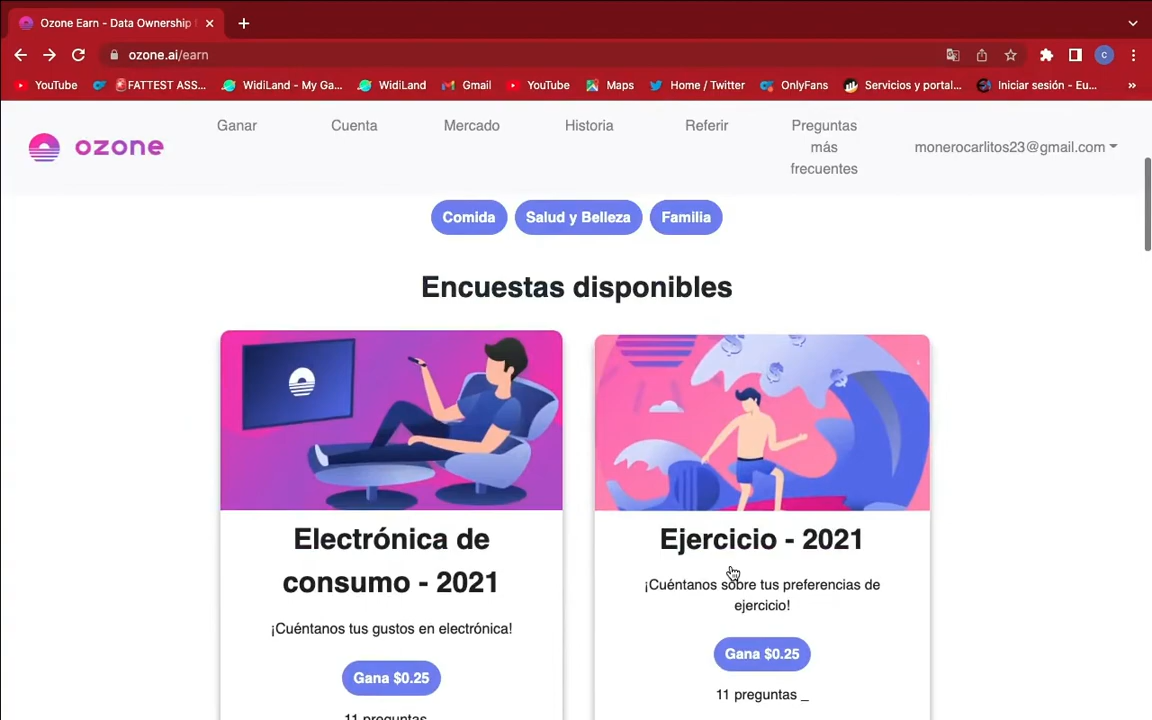 Ozone Earn - Data Ownership
ozone.ai/earn
YouTube
🚨FATTEST ASS...
WidiLand - My Ga...
WidiLand
Gmail
YouTube
Maps
Home / Twitter
OnlyFans
Servicios y portal...
Iniciar sesión - Eu...
»
C
ozone
Ganar
Cuenta
Mercado
Historia
Referir
Preguntas
más
frecuentes
monerocarlitos23@gmail.com
Comida
Salud y Belleza
Familia
Encuestas disponibles
Electrónica de
consumo - 2021
¡Cuéntanos tus gustos en electrónica!
Gana $0.25
11 preguntas
Ejercicio - 2021
¡Cuéntanos sobre tus preferencias de
ejercicio!
Gana $0.25
11 preguntas _